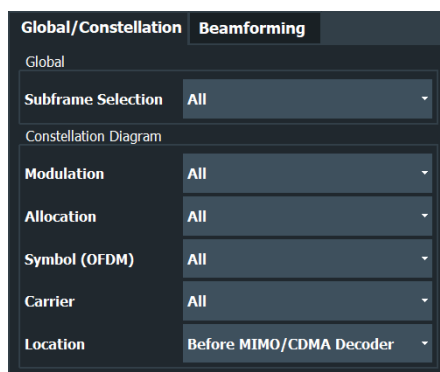 Global/Constellation Beamforming
Global
Subframe Selection All
Constellation Diagram
Modulation All
Allocation All
Symbol (OFDM) All
Carrier All
Location Before MIMO/CDMA Decoder